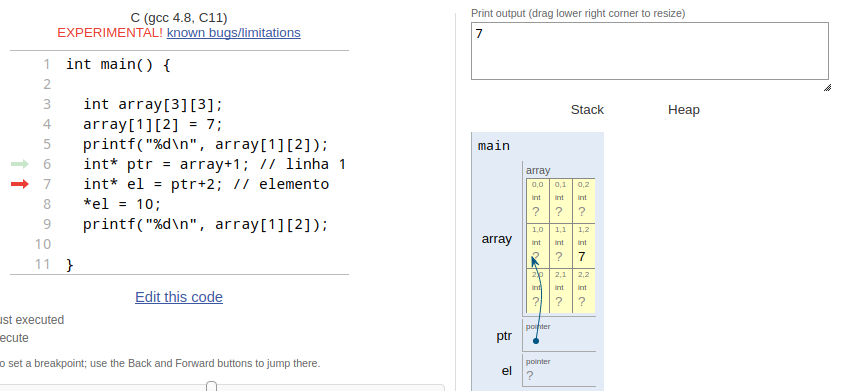 C (gcc 4.8, C11)
EXPERIMENTAL! known bugs/limitations
1 int main() {
2
3 int array[3][3];
4 array[1][2] = 7;
5 printf("%d\n", array[1][2]);
6 int* ptr = array+1; // linha 1
7 int* el = ptr+2; // elemento
8 *el = 10;
9 printf("%d\n", array[1][2]);
10
11 }
Edit this code
ust executed
ecute
o set a breakpoint; use the Back and Forward buttons to jump there.
Print output (drag lower right corner to resize)
7
Stack Heap
main
array
array
0,0 0,1 0,2
int int int
? ? ?
1,0 1,1 1,2
int int int
? ? 7
2,0 2,1 2,2
int int int
? ? ?
ptr
pointer
el
pointer
?